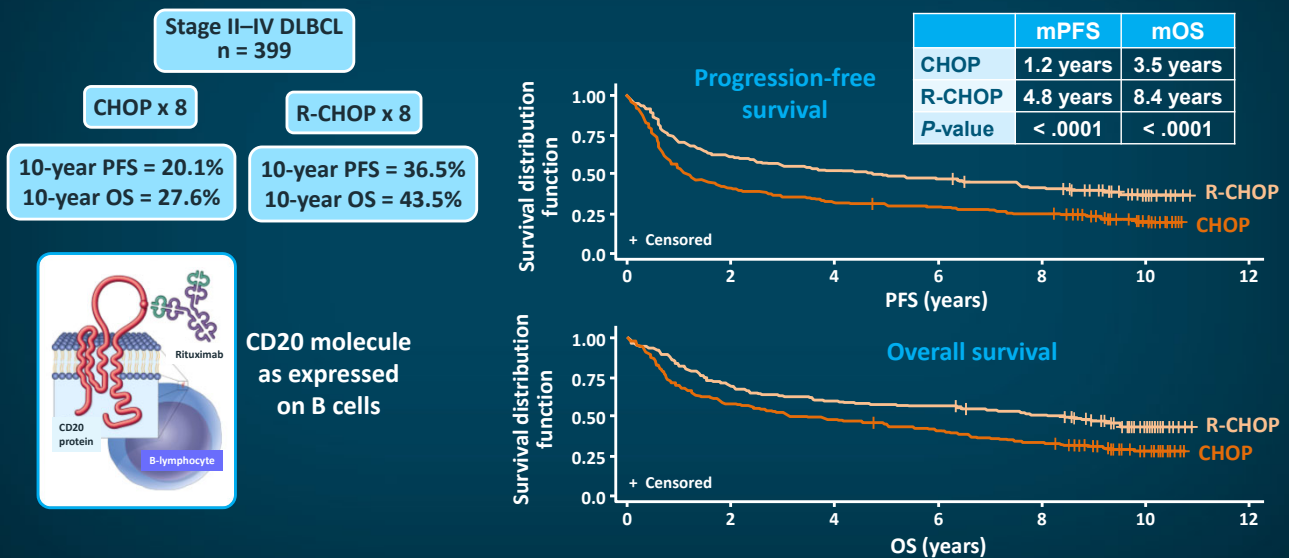 Stage II–IV DLBCL
n = 399
CHOP x 8
R-CHOP x 8
10-year PFS = 20.1%
10-year OS = 27.6%
10-year PFS = 36.5%
10-year OS = 43.5%
Rituximab
CD20
protein
B-lymphocyte
CD20 molecule
as expressed
on B cells
mPFS mOS
CHOP 1.2 years 3.5 years
R-CHOP 4.8 years 8.4 years
P-value < .0001 < .0001
Progression-free
survival
Survival distribution
function
1.00
0.75
0.50
0.25
0.0
+ Censored
R-CHOP
CHOP
0 2 4 6 8 10 12
PFS (years)
Overall survival
Survival distribution
function
1.00
0.75
0.50
0.25
0.0
+ Censored
R-CHOP
CHOP
0 2 4 6 8 10 12
OS (years)